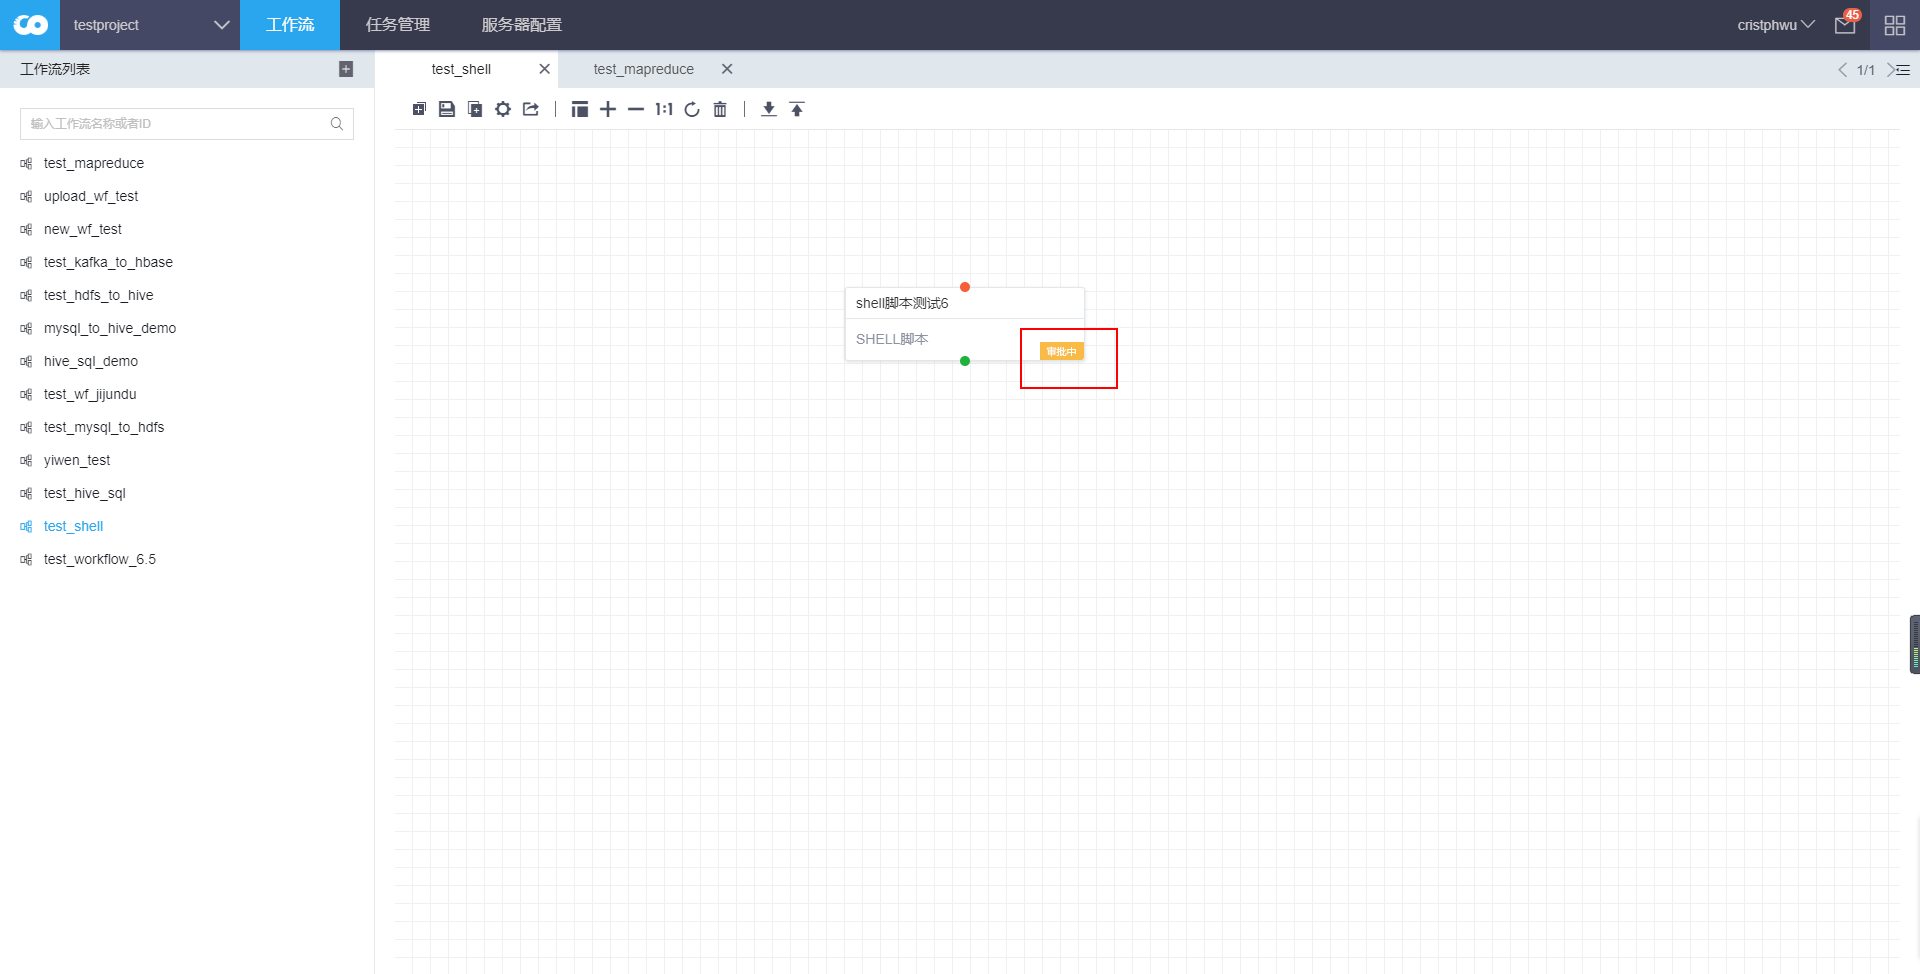 testproject
工作流
任务管理
服务器配置
cristphwu
45
工作流列表
test_shell
test_mapreduce
1/1
输入工作流名称或者ID
1:1
test_mapreduce
upload_wf_test
new_wf_test
test_kafka_to_hbase
test_hdfs_to_hive
mysql_to_hive_demo
hive_sql_demo
test_wf_jijundu
test_mysql_to_hdfs
yiwen_test
test_hive_sql
test_shell
test_workflow_6.5
shell脚本测试6
SHELL脚本
审批中